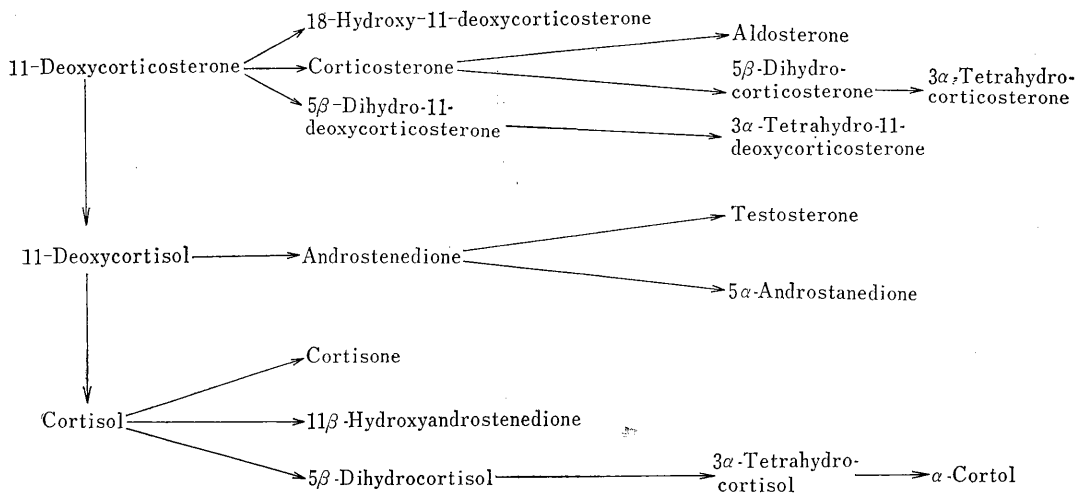 18-Hydroxy-11-deoxycorticosterone
11-Deoxycorticosterone
Corticosterone
Aldosterone
5β-Dihydro-
corticosterone
3α-Tetrahydro-
corticosterone
5β-Dihydro-11-
deoxycorticosterone
3α-Tetrahydro-11-
deoxycorticosterone
Testosterone
11-Deoxycortisol
Androstenedione
5α-Androstanedione
Cortisone
Cortisol
11β-Hydroxyandrostenedione
5β-Dihydrocortisol
3α-Tetrahydro-
cortisol
α-Cortol